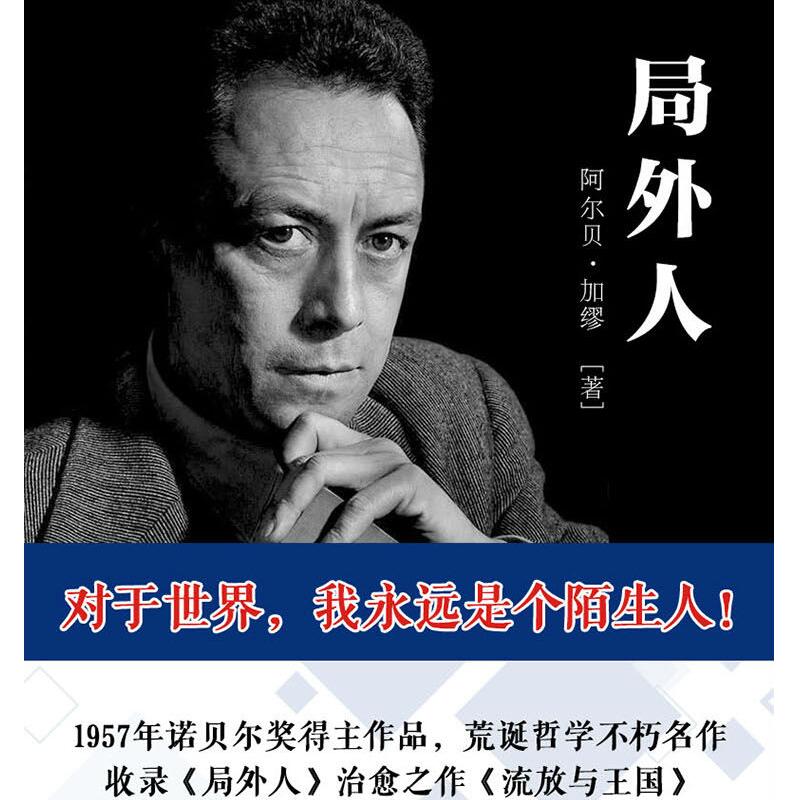 局外人
阿尔贝·加缪 [著]
对于世界，我永远是个陌生人！
1957年诺贝尔奖得主作品，荒诞哲学不朽名作
收录《局外人》治愈之作《流放与王国》